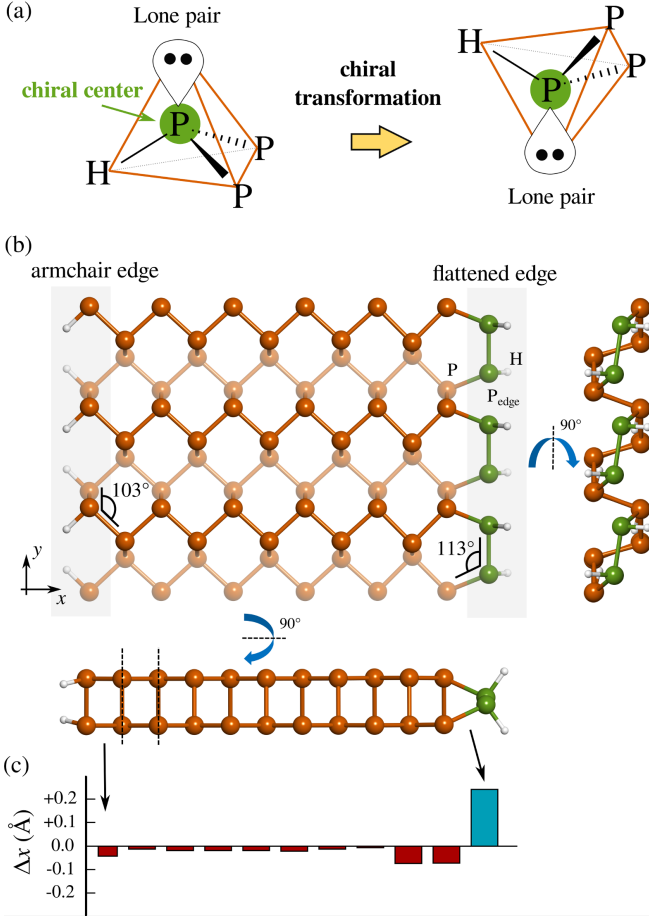 (a)
Lone pair
chiral center
P
H
P
P
chiral
transformation
P
H
P
P
Lone pair
(b)
armchair edge
flattened edge
P
H
P_edge
90°
103°
113°
y
x
90°
(c)
Δx (Å)
+0.2
+0.1
0.0
-0.1
-0.2